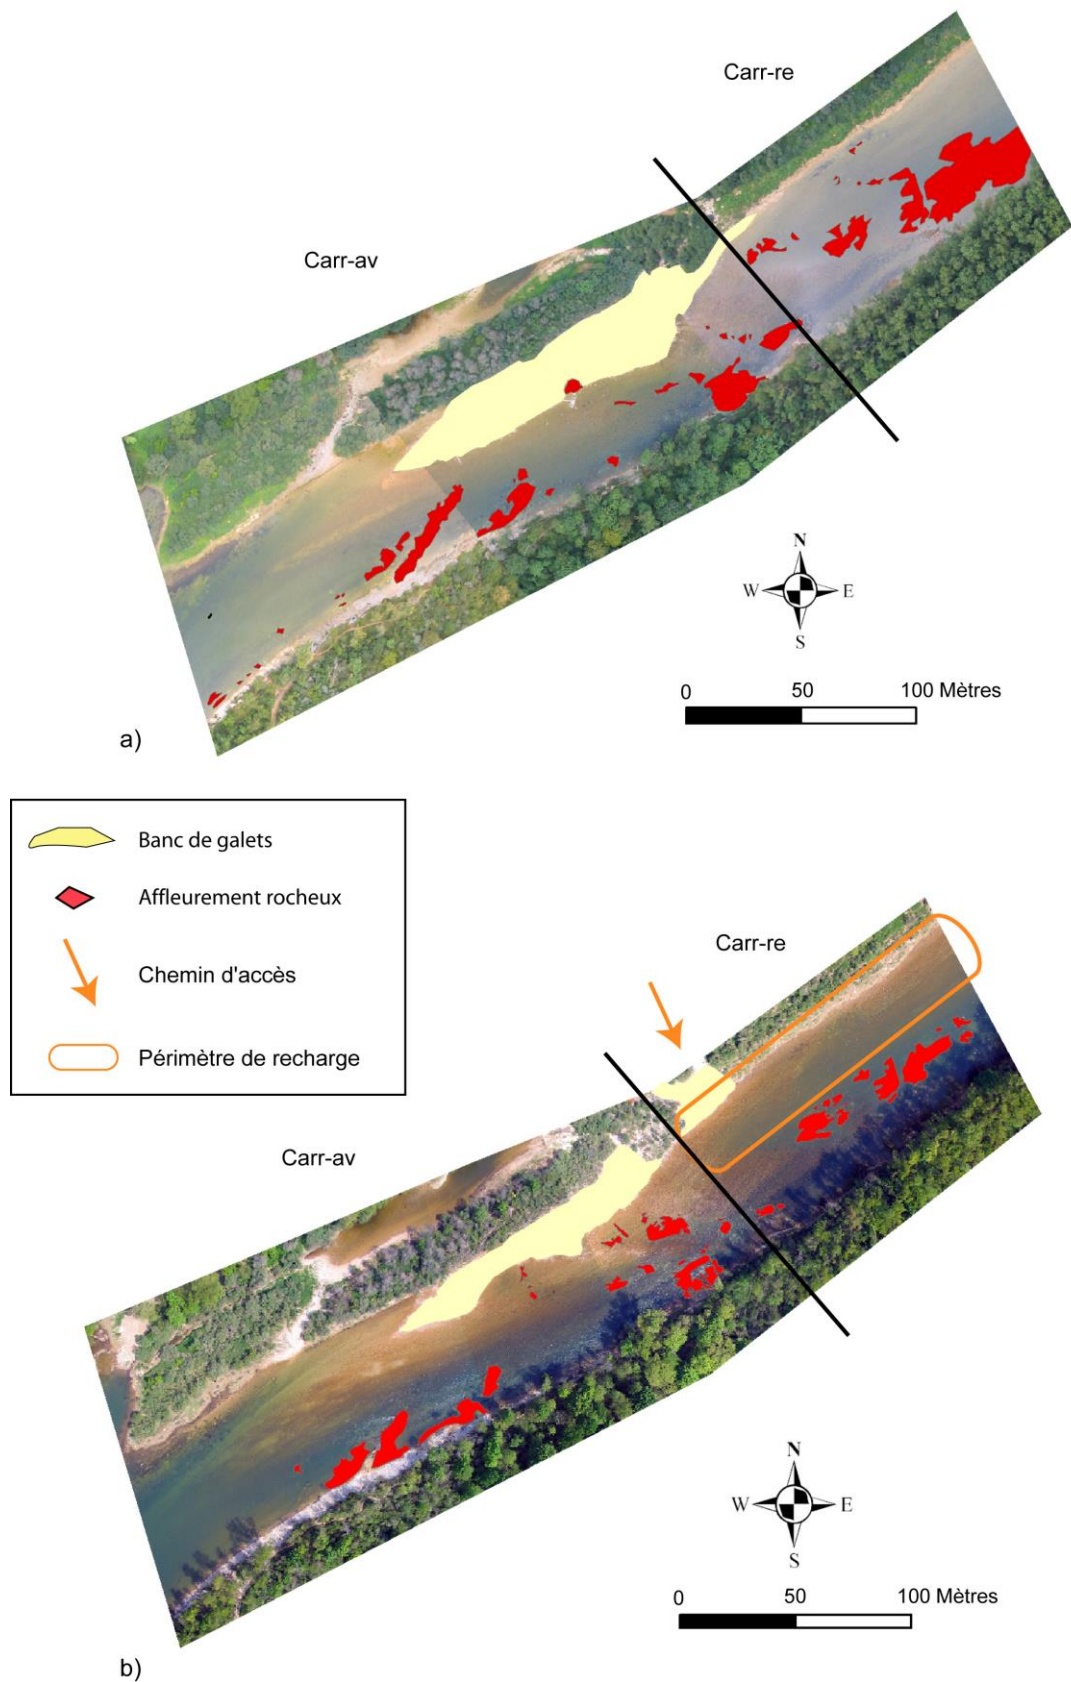 Carr-re
Carr-av
N
W E
S
0 50 100 Mètres
a)
Banc de galets
Affleurement rocheux
Chemin d'accès
Périmètre de recharge
Carr-re
Carr-av
N
W E
S
0 50 100 Mètres
b)